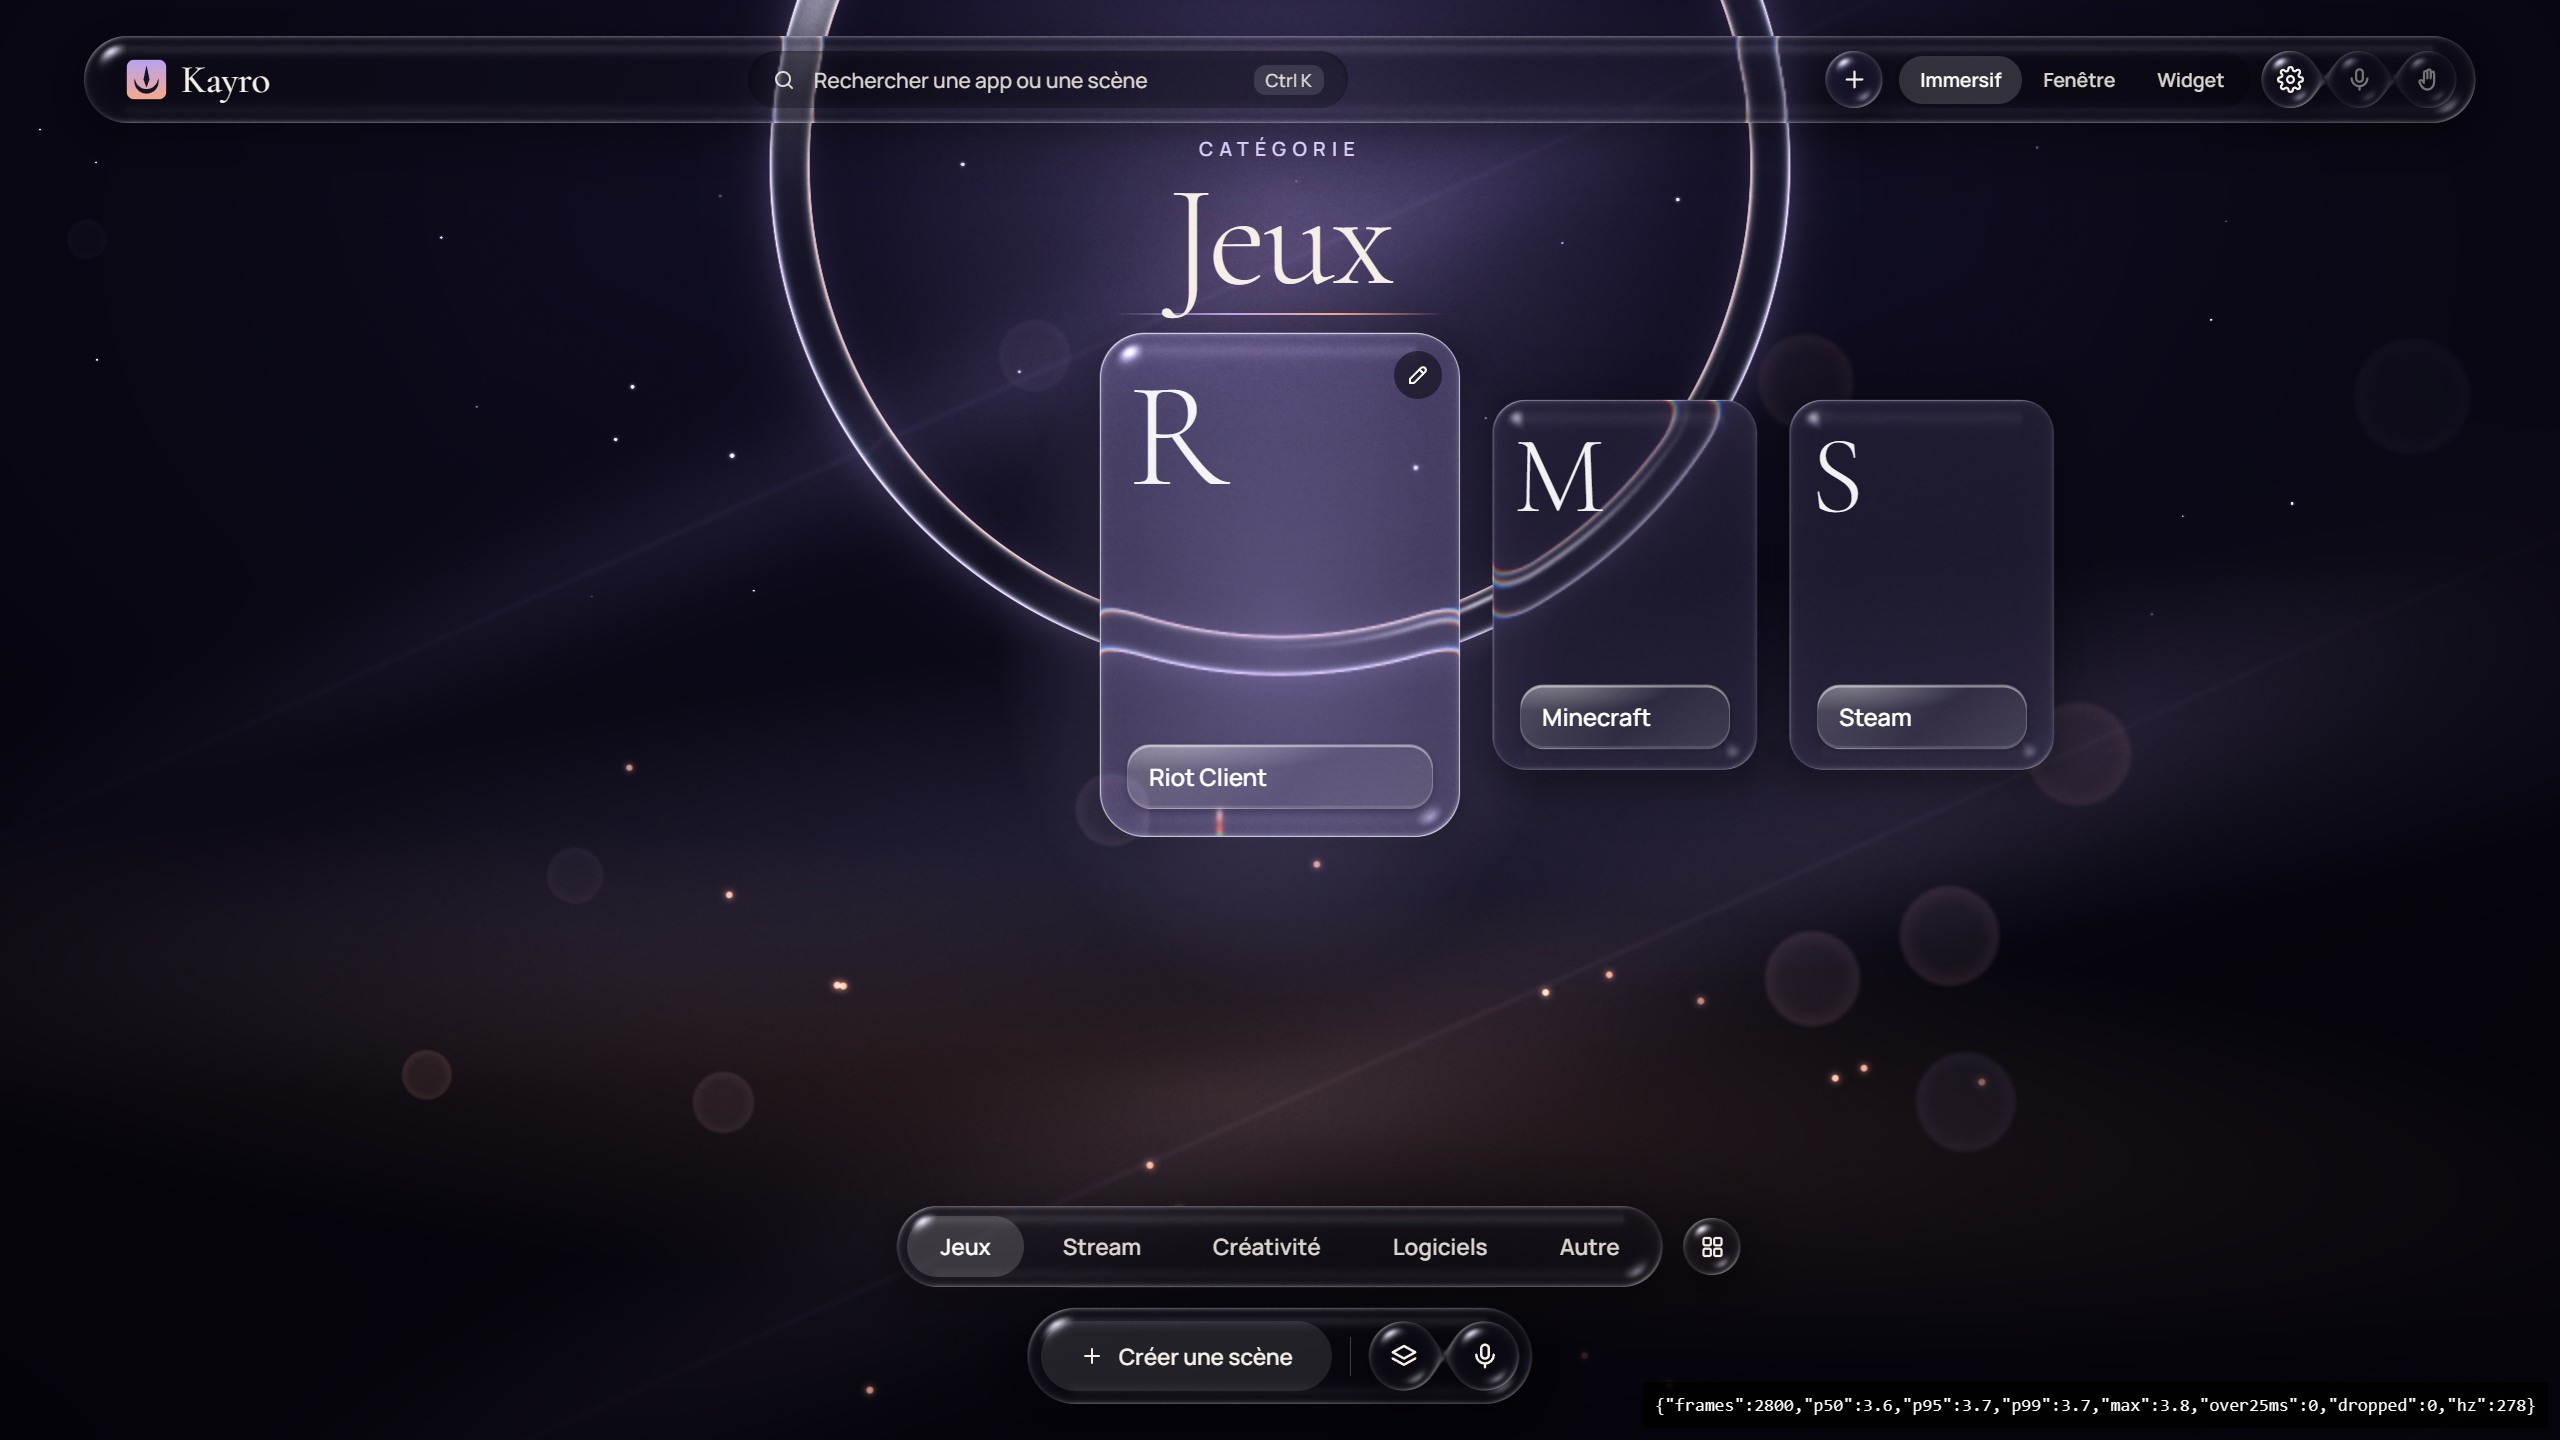 Kayro
Rechercher une app ou une scène
Ctrl K
Immersif
Fenêtre
Widget
CATÉGORIE
Jeux
R
M
S
Minecraft
Steam
Riot Client
Jeux
Stream
Créativité
Logiciels
Autre
Créer une scène
{"frames":2800,"p50":3.6,"p95":3.7,"p99":3.7,"max":3.8,"over25ms":0,"dropped":0,"hz":278}